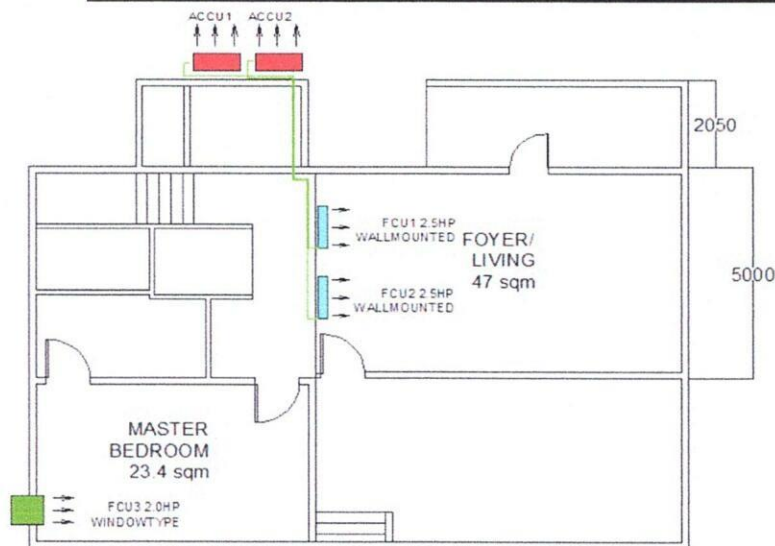 ACCU1 ACCU2
2050
FCU1 2.5HP
WALLMOUNTED
FOYER/
LIVING
47 sqm
FCU2 2.5HP
WALLMOUNTED
5000
MASTER
BEDROOM
23.4 sqm
FCU3 2.0HP
WINDOWTYPE